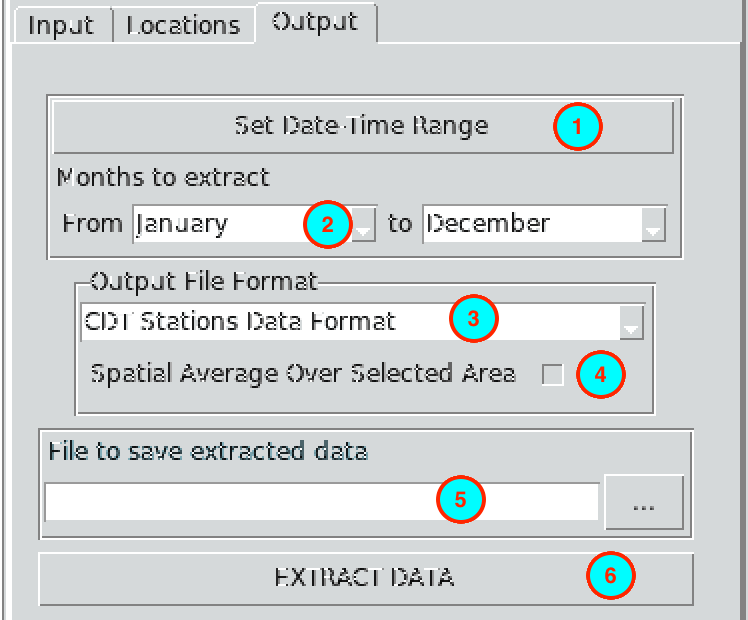 Input Locations Output
Set Date-Time Range 1
Months to extract
From January 2 to December
Output File Format
CDT Stations Data Format 3
Spatial Average Over Selected Area 4
File to save extracted data
5 ...
EXTRACT DATA 6